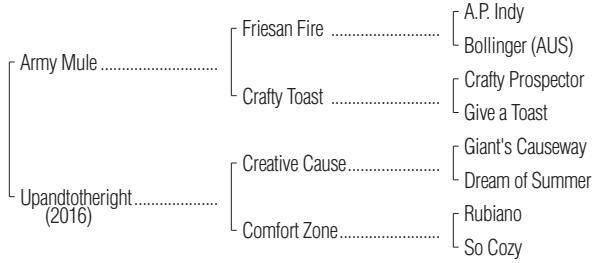 A.P. Indy
Friesan Fire ..........................
Bollinger (AUS)
Army Mule ............................
Crafty Prospector
Crafty Toast ..........................
Give a Toast
Giant's Causeway
Creative Cause......................
Dream of Summer
Upandtotheright....................
(2016)
Rubiano
Comfort Zone........................
So Cozy